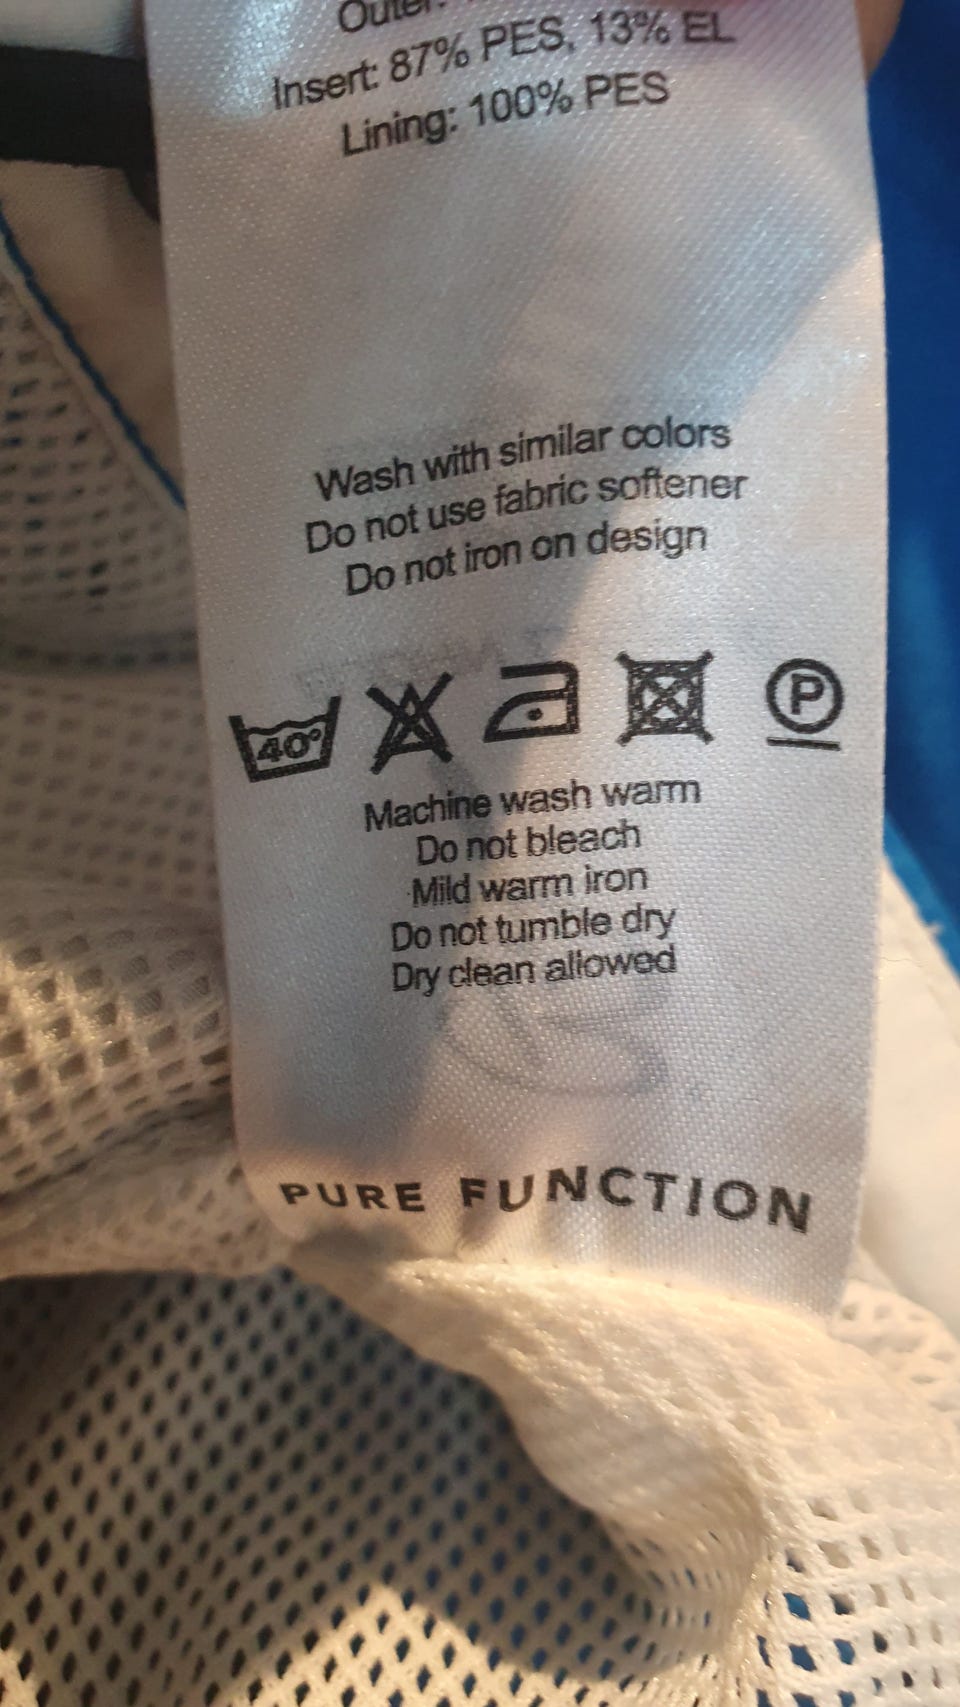 Outer:
Insert: 87% PES, 13% EL
Lining: 100% PES
Wash with similar colors
Do not use fabric softener
Do not iron on design
40° P
Machine wash warm
Do not bleach
Mild warm iron
Do not tumble dry
Dry clean allowed
PURE FUNCTION